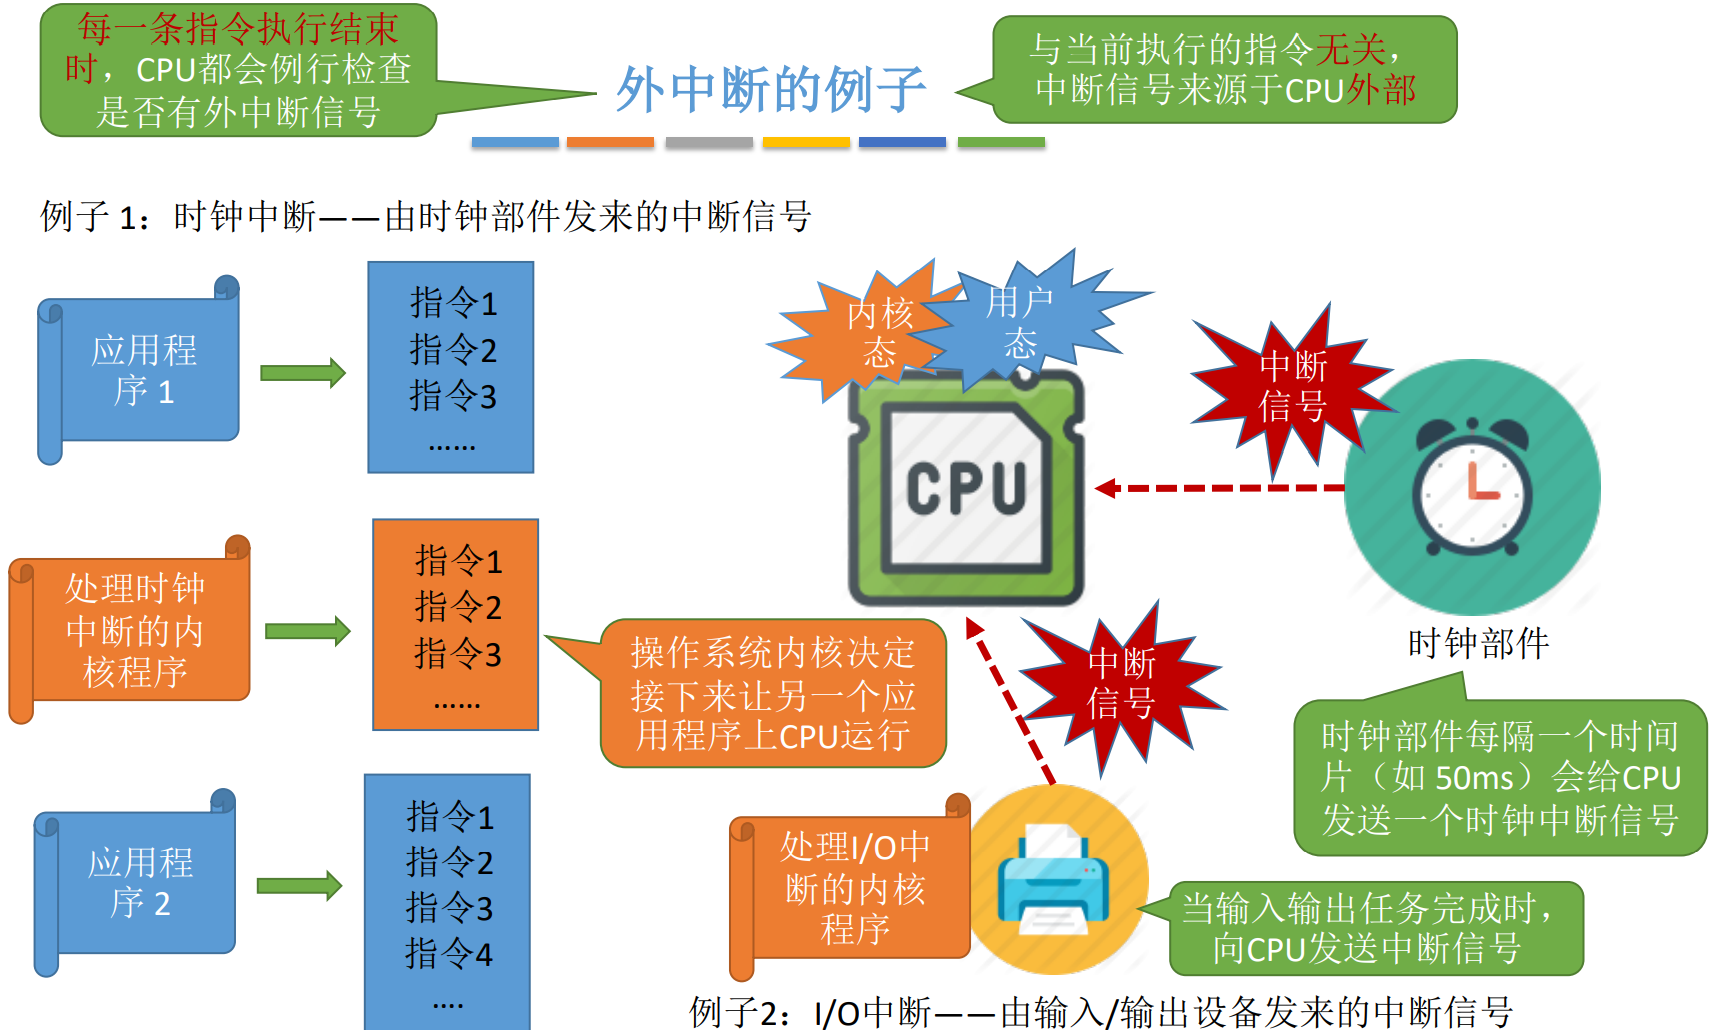 每一条指令执行结束
时，CPU都会例行检查
是否有外中断信号
外中断的例子
与当前执行的指令无关，
中断信号来源于CPU外部
例子 1：时钟中断——由时钟部件发来的中断信号
应用程
序 1
指令1
指令2
指令3
……
内核
态
用户
态
中断
信号
CPU
处理时钟
中断的内
核程序
指令1
指令2
指令3
……
操作系统内核决定
接下来让另一个应
用程序上CPU运行
中断
信号
时钟部件
时钟部件每隔一个时间
片（如 50ms）会给CPU
发送一个时钟中断信号
应用程
序 2
指令1
指令2
指令3
指令4
….
处理I/O中
断的内核
程序
当输入输出任务完成时，
向CPU发送中断信号
例子2：I/O中断——由输入/输出设备发来的中断信号